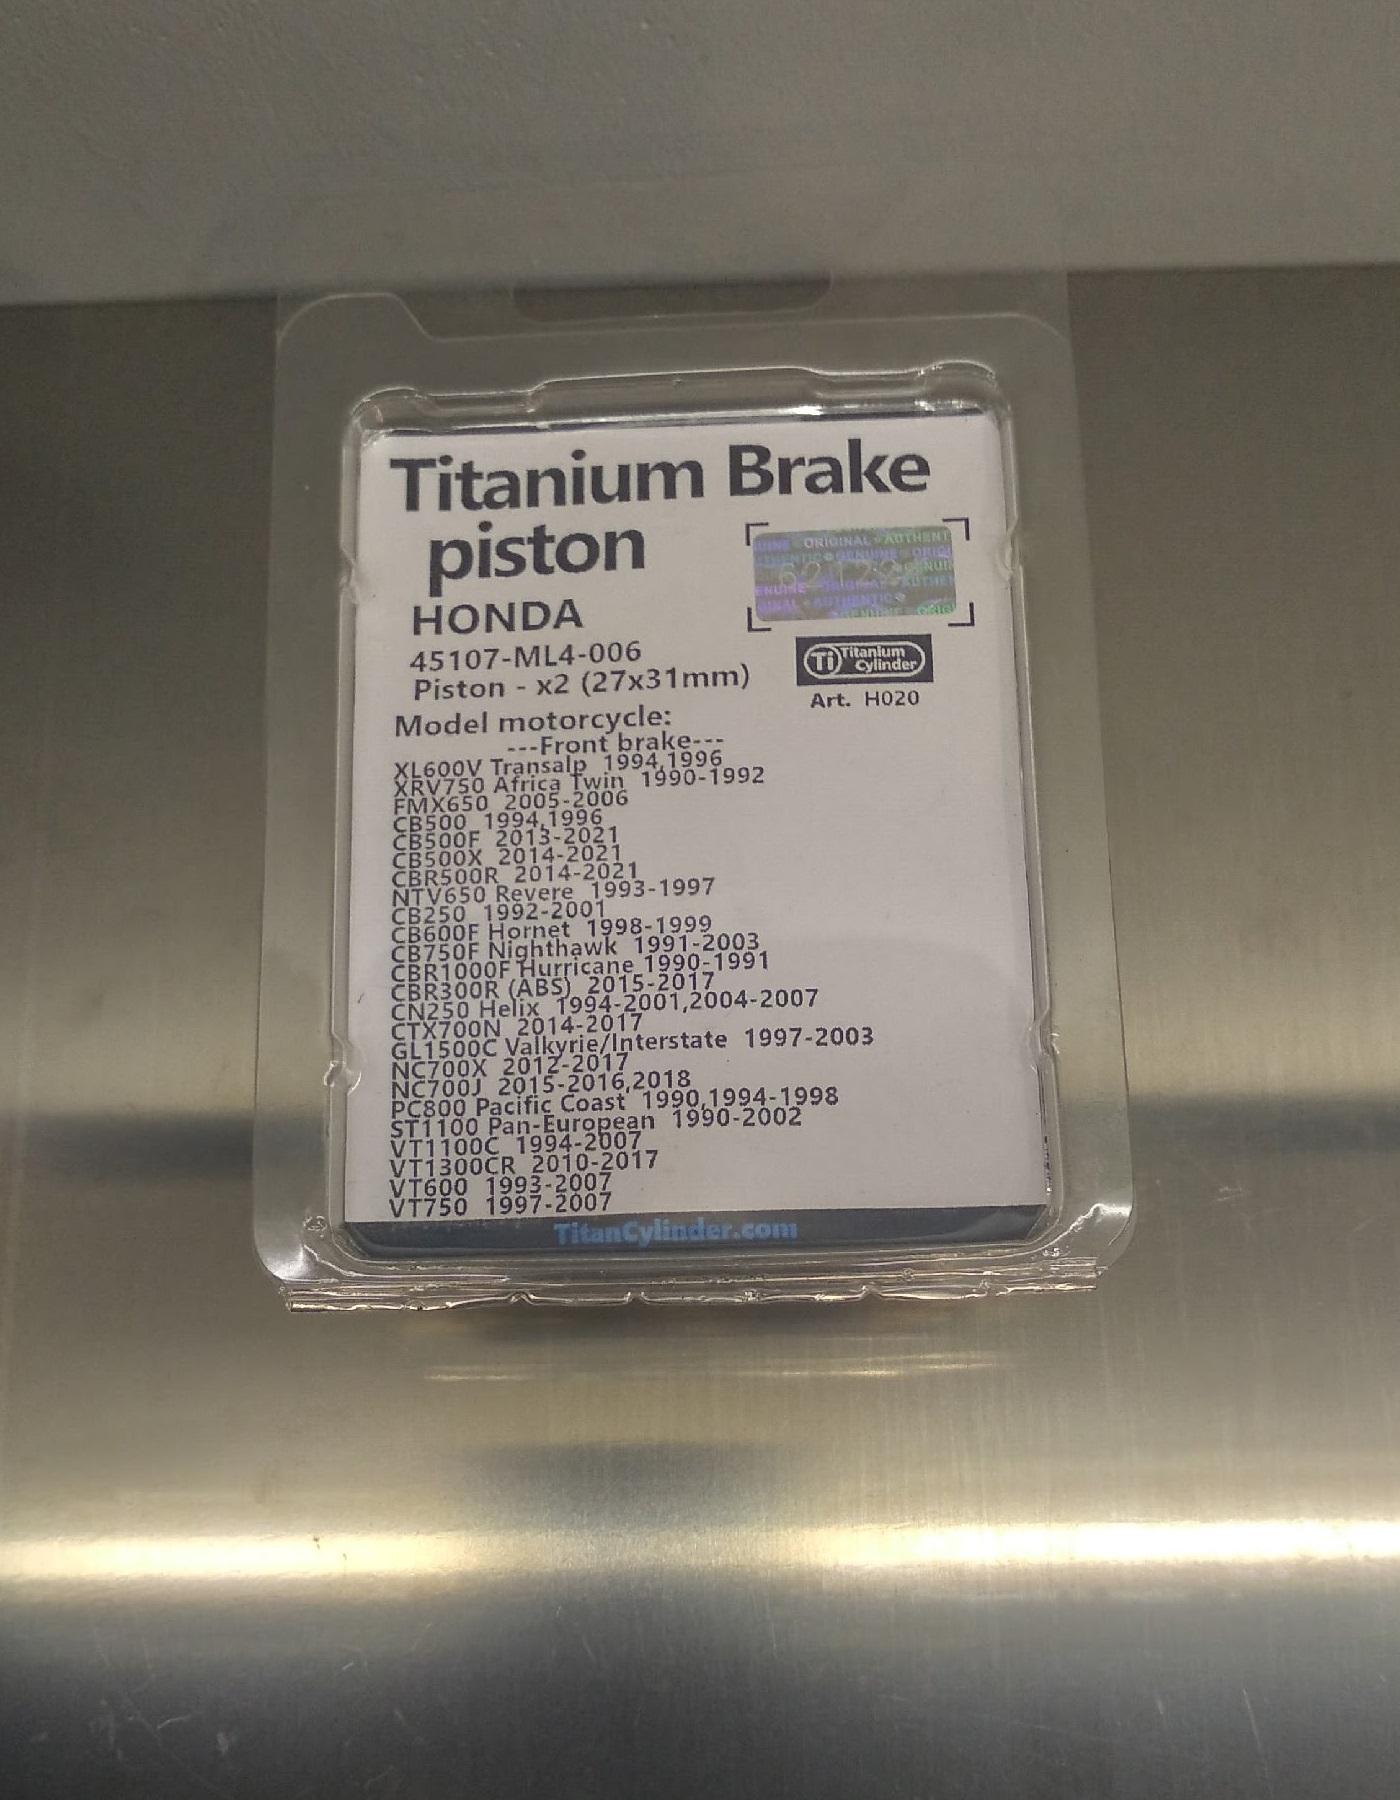 Titanium Brake
piston
HONDA
45107-ML4-006
Piston - x2 (27x31mm)
ORIGINAL AUTHENT
GENUINE
AUTHENTIC
Titanium
Ti Cylinder
Art. H020
Model motorcycle:
---Front brake---
XL600V Transalp 1994,1996
XRV750 Africa Twin 1990-1992
FMX650 2005-2006
CB500 1994,1996
CB500F 2013-2021
CB500X 2014-2021
CBR500R 2014-2021
NTV650 Revere 1993-1997
CB250 1992-2001
CB600F Hornet 1998-1999
CB750F Nighthawk 1991-2003
CBR1000F Hurricane 1990-1991
CBR300R (ABS) 2015-2017
CN250 Helix 1994-2001,2004-2007
CTX700N 2014-2017
GL1500C Valkyrie/Interstate 1997-2003
NC700X 2012-2017
NC700J 2015-2016,2018
PC800 Pacific Coast 1990,1994-1998
ST1100 Pan-European 1990-2002
VT1100C 1994-2007
VT1300CR 2010-2017
VT600 1993-2007
VT750 1997-2007
TitanCylinder.com